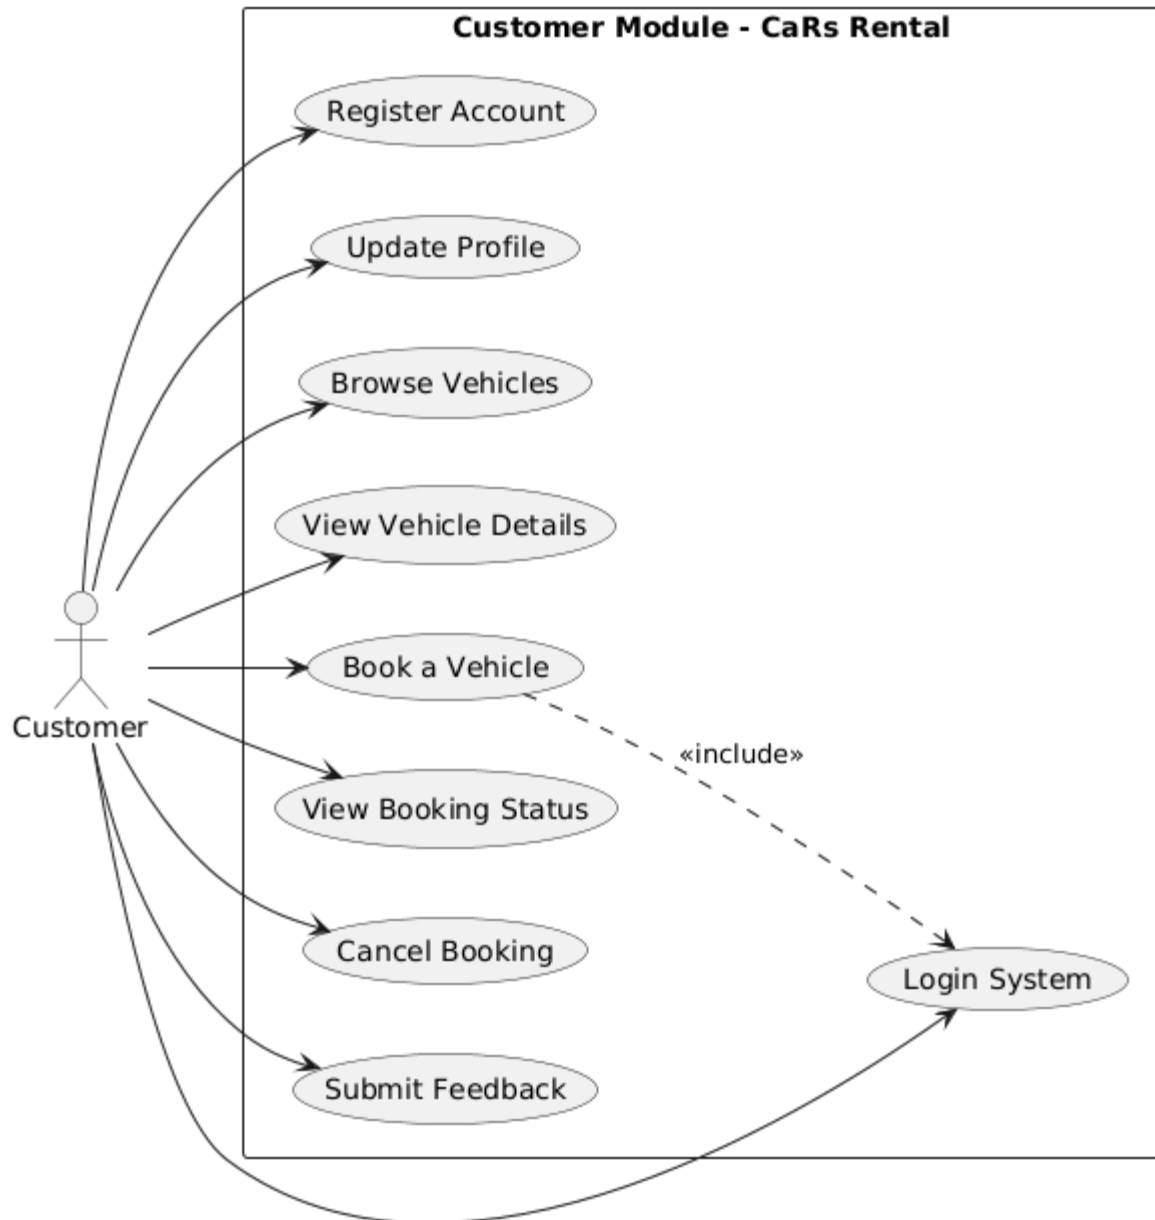 Customer Module - CaRs Rental
Register Account
Update Profile
Browse Vehicles
View Vehicle Details
Book a Vehicle
Customer
«include»
View Booking Status
Cancel Booking
Login System
Submit Feedback